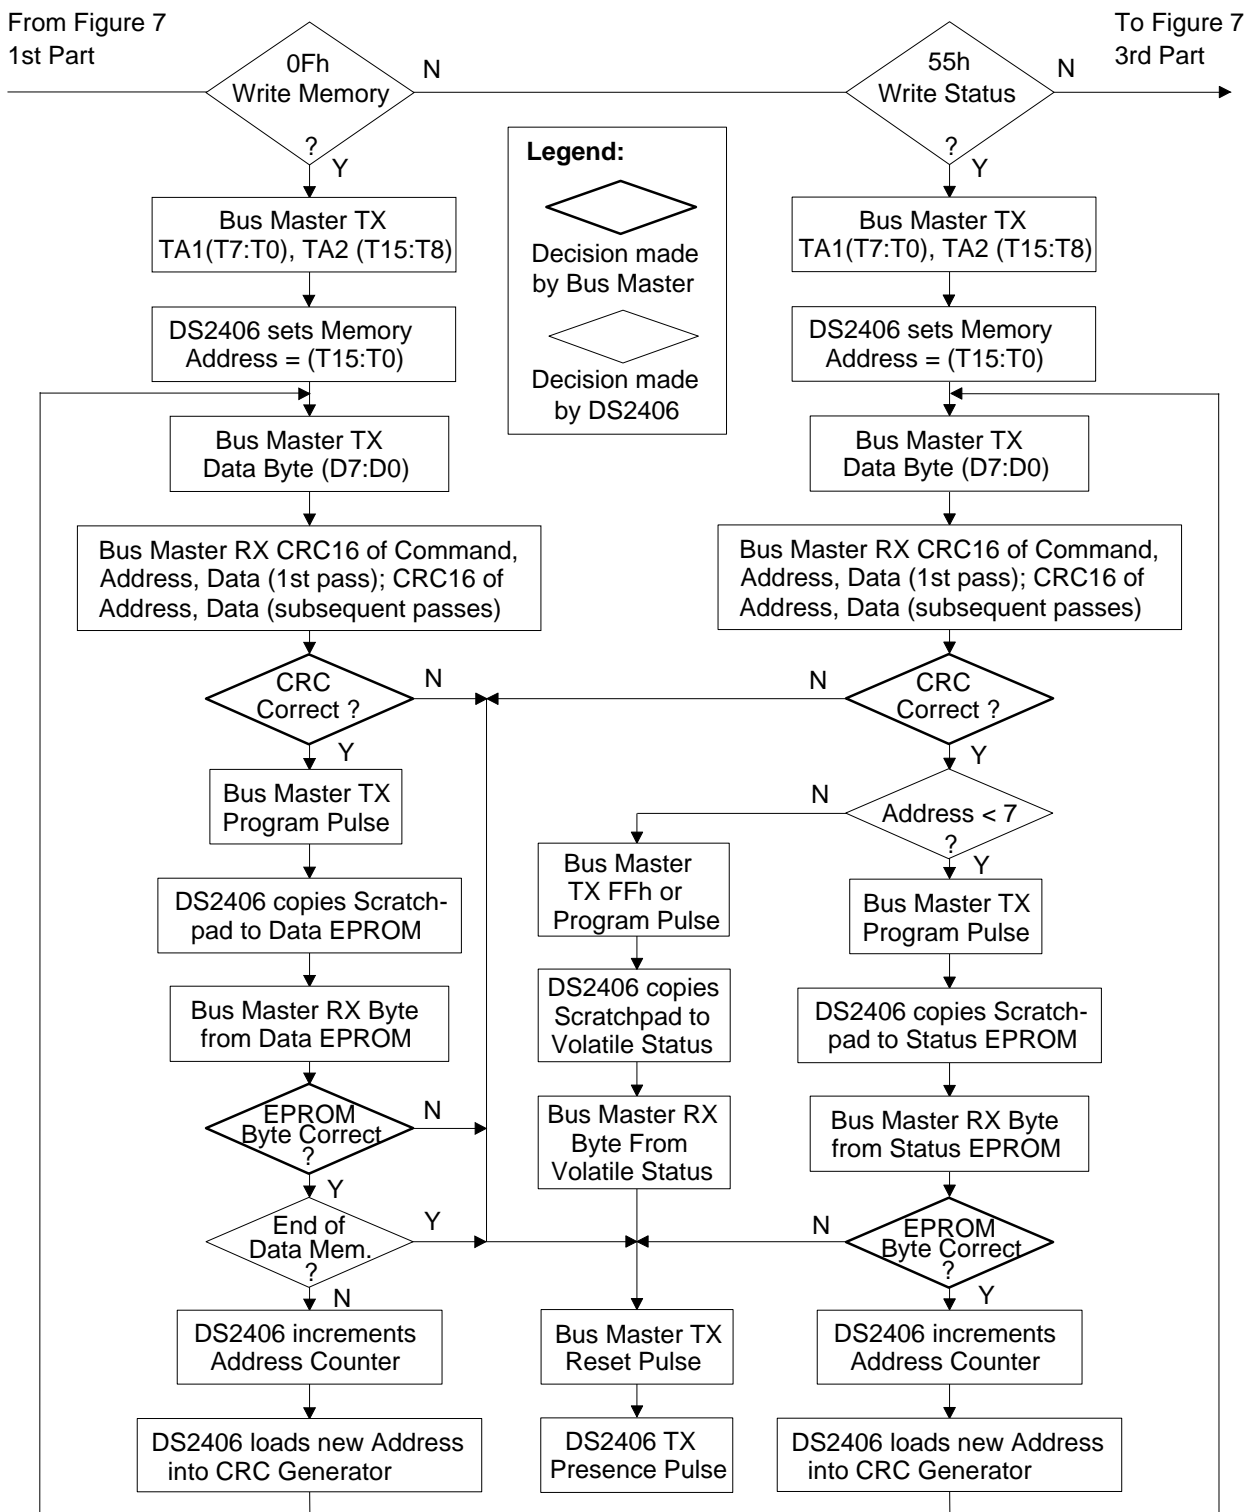 From Figure 7
1st Part
To Figure 7
3rd Part
0Fh
Write Memory
?
N
Y
55h
Write Status
?
N
Y
Legend:
Decision made
by Bus Master
Decision made
by DS2406
Bus Master TX
TA1(T7:T0), TA2 (T15:T8)
DS2406 sets Memory
Address = (T15:T0)
Bus Master TX
Data Byte (D7:D0)
Bus Master RX CRC16 of Command,
Address, Data (1st pass); CRC16 of
Address, Data (subsequent passes)
CRC
Correct ?
N
Y
Bus Master TX
Program Pulse
DS2406 copies Scratch-
pad to Data EPROM
Bus Master RX Byte
from Data EPROM
EPROM
Byte Correct
?
N
Y
End of
Data Mem.
?
Y
N
DS2406 increments
Address Counter
DS2406 loads new Address
into CRC Generator
Bus Master TX
TA1(T7:T0), TA2 (T15:T8)
DS2406 sets Memory
Address = (T15:T0)
Bus Master TX
Data Byte (D7:D0)
Bus Master RX CRC16 of Command,
Address, Data (1st pass); CRC16 of
Address, Data (subsequent passes)
CRC
Correct ?
N
Y
Address < 7
?
N
Y
Bus Master
TX FFh or
Program Pulse
DS2406 copies
Scratchpad to
Volatile Status
Bus Master RX
Byte From
Volatile Status
Bus Master TX
Reset Pulse
DS2406 TX
Presence Pulse
Bus Master TX
Program Pulse
DS2406 copies Scratch-
pad to Status EPROM
Bus Master RX Byte
from Status EPROM
EPROM
Byte Correct
?
N
Y
DS2406 increments
Address Counter
DS2406 loads new Address
into CRC Generator